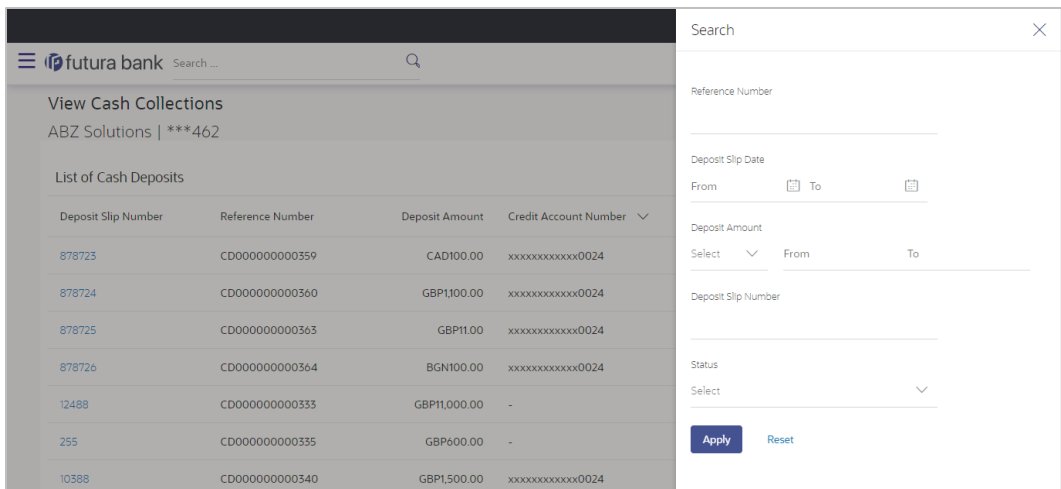 futura bank Search ...
View Cash Collections
ABZ Solutions | ***462
List of Cash Deposits
Deposit Slip Number Reference Number Deposit Amount Credit Account Number
878723 CD000000000359 CAD100.00 xxxxxxxxxxxx0024
878724 CD000000000360 GBP1,100.00 xxxxxxxxxxxx0024
878725 CD000000000363 GBP11.00 xxxxxxxxxxxx0024
878726 CD000000000364 BGN100.00 xxxxxxxxxxxx0024
12488 CD000000000333 GBP11,000.00 -
255 CD000000000335 GBP600.00 -
10388 CD000000000340 GBP1,500.00 xxxxxxxxxxxx0024
Search
Reference Number
Deposit Slip Date
From To
Deposit Amount
Select From To
Deposit Slip Number
Status
Select
Apply Reset